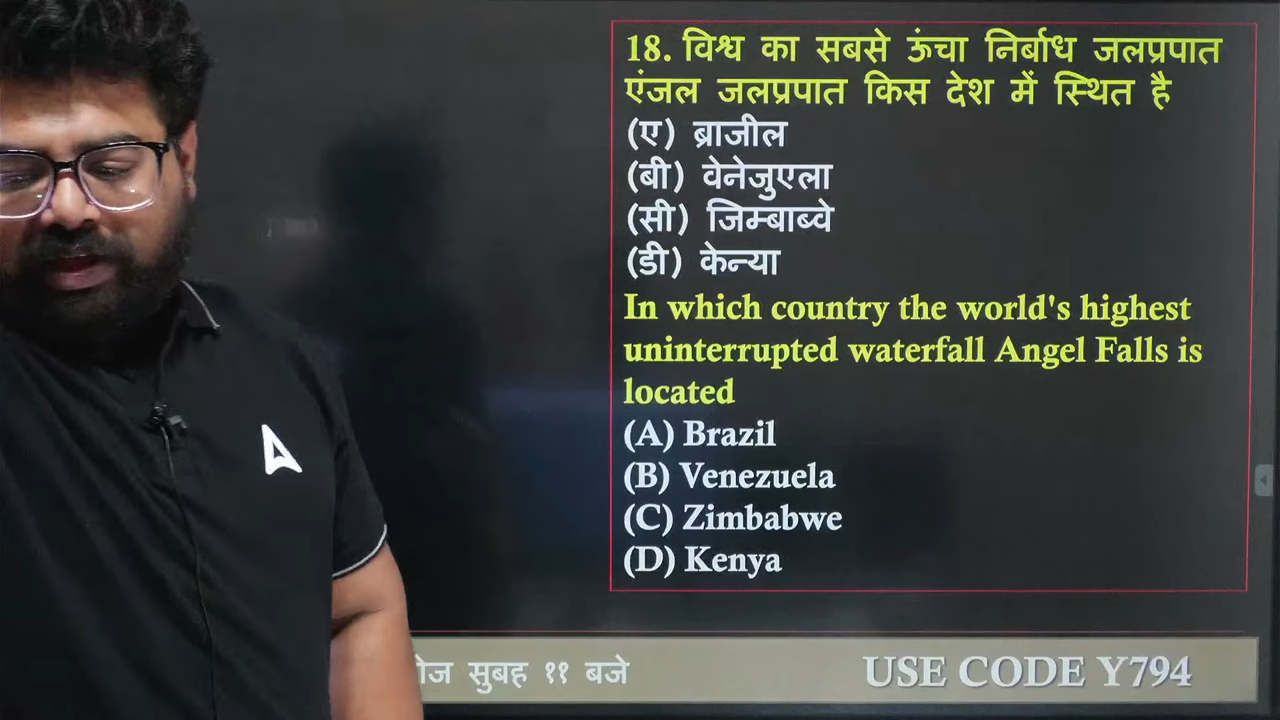 18. विश्व का सबसे ऊंचा निर्बाध जलप्रपात
एंजल जलप्रपात किस देश में स्थित है
(ए) ब्राजील
(बी) वेनेजुएला
(सी) जिम्बाब्वे
(डी) केन्या
In which country the world's highest
uninterrupted waterfall Angel Falls is
located
(A) Brazil
(B) Venezuela
(C) Zimbabwe
(D) Kenya
सुबह ११ बजे
USE CODE Y794